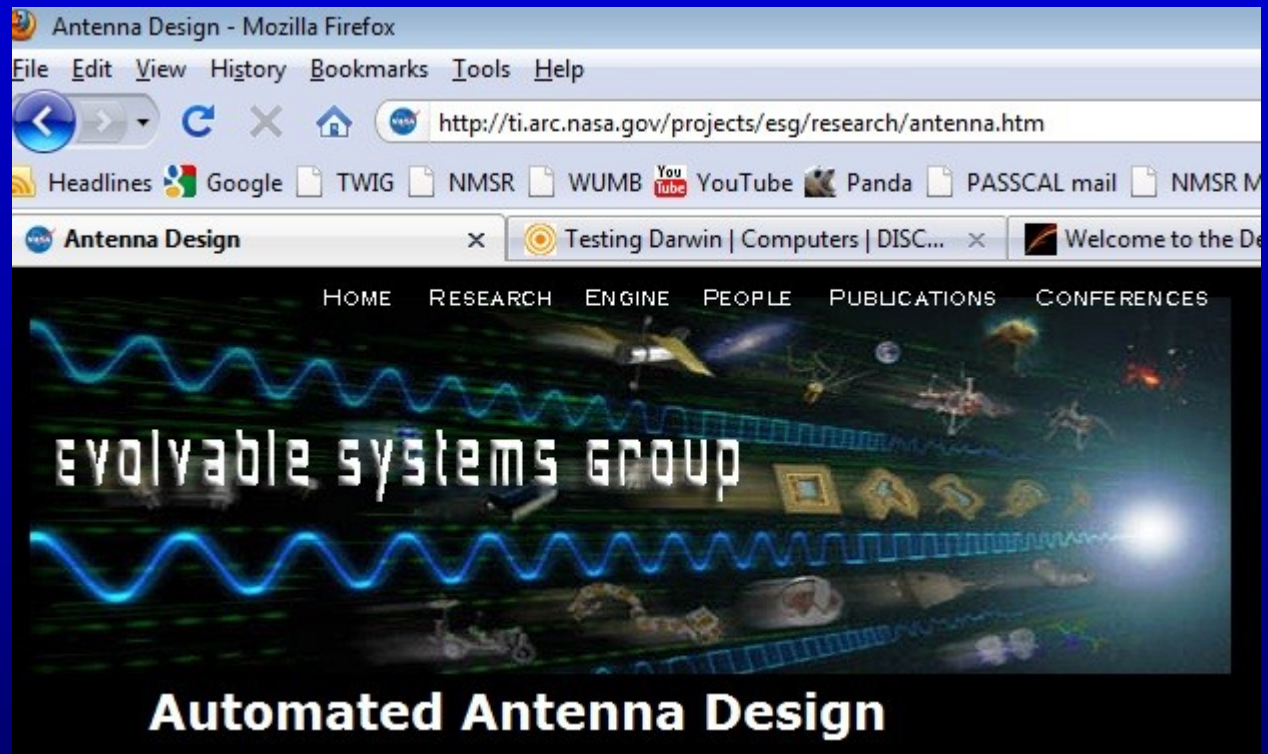 Antenna Design - Mozilla Firefox
File Edit View History Bookmarks Tools Help
http://ti.arc.nasa.gov/projects/esg/research/antenna.htm
Headlines Google TWIG NMSR WUMB YouTube Panda PASSCAL mail NMSR M
Antenna Design Testing Darwin | Computers | DISC... Welcome to the De
HOME RESEARCH ENGINE PEOPLE PUBLICATIONS CONFERENCES
Evolvable systems Group
Automated Antenna Design